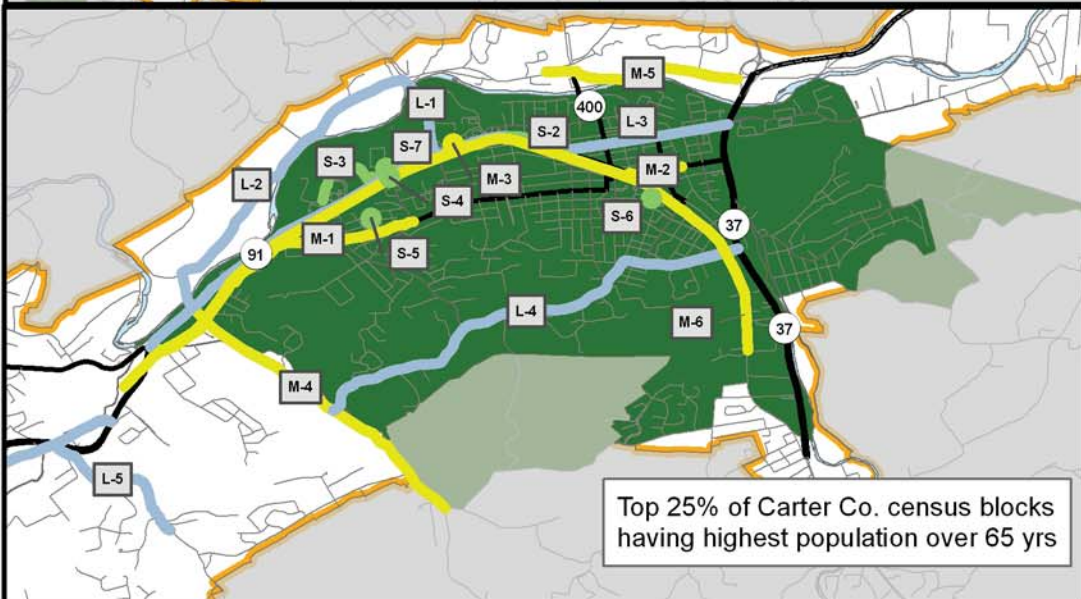 M-5
400
L-1
L-3
S-2
S-7
S-3
M-2
M-3
L-2
S-4
S-6
37
M-1
S-5
91
L-4
M-6
37
M-4
L-5
Top 25% of Carter Co. census blocks
having highest population over 65 yrs